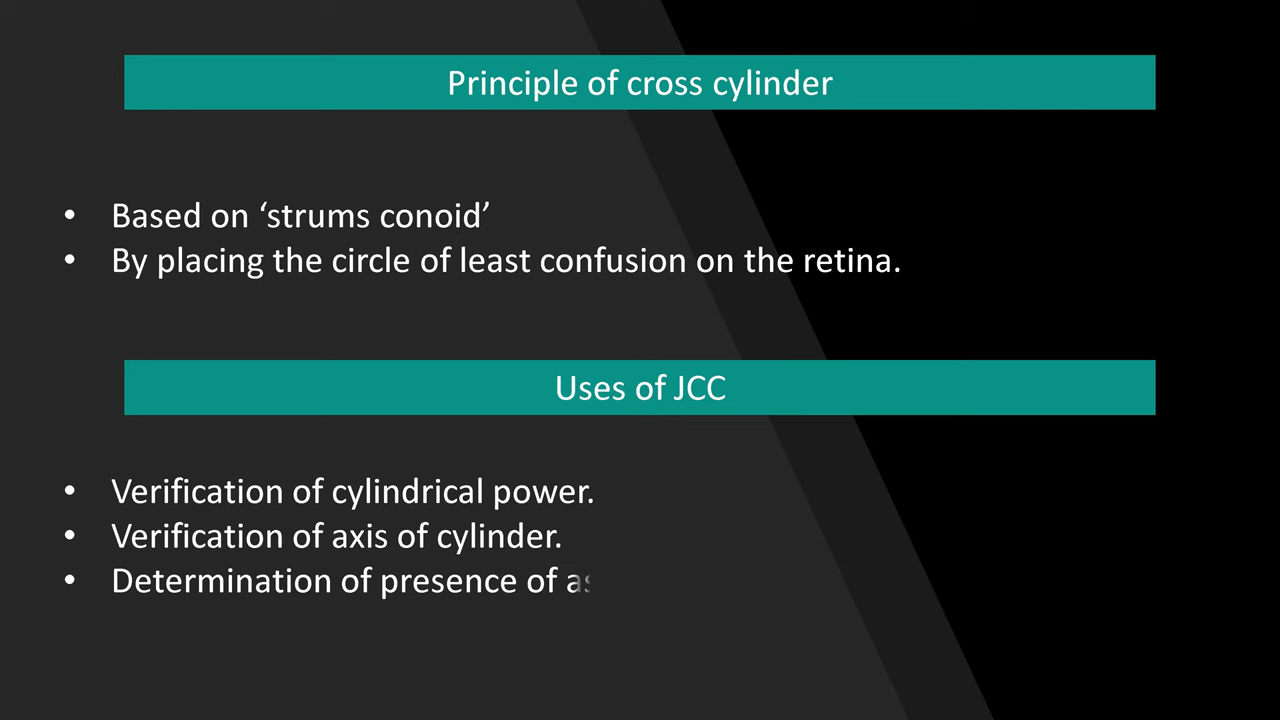 Principle of cross cylinder
• Based on ‘strums conoid’
• By placing the circle of least confusion on the retina.
Uses of JCC
• Verification of cylindrical power.
• Verification of axis of cylinder.
• Determination of presence of as